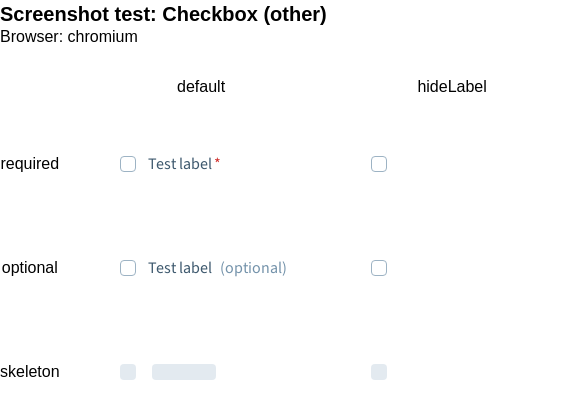 Screenshot test: Checkbox (other)
Browser: chromium
default hideLabel
required Test label *
optional Test label (optional)
skeleton